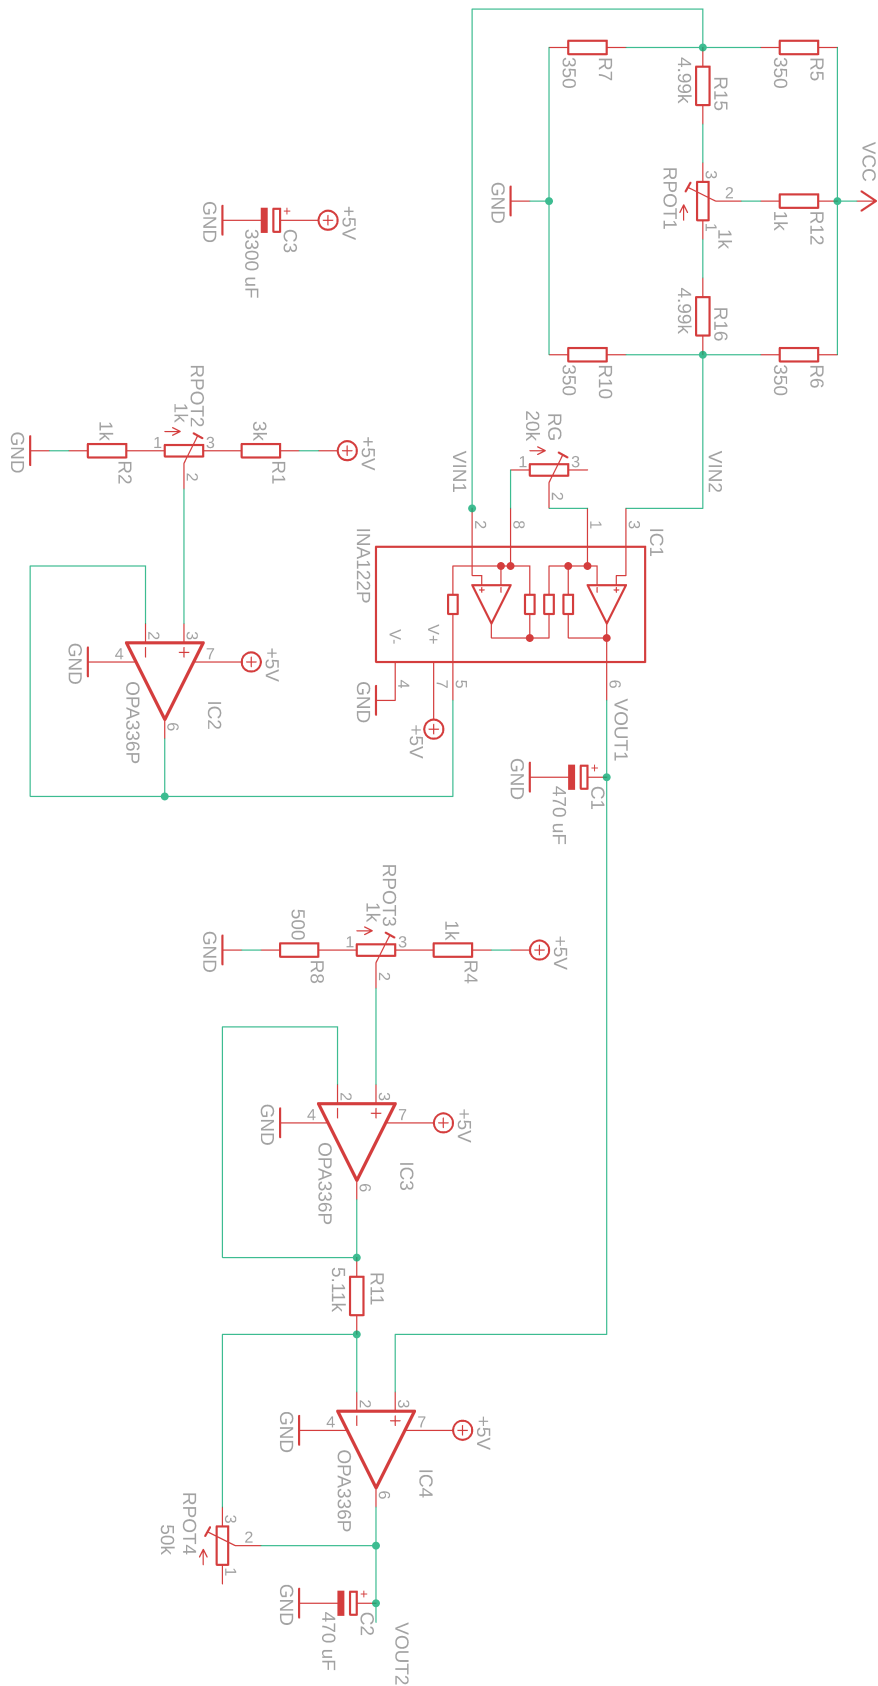 VCC
R5
350
R7
350
R15
4.99k
3
RPOT1
2
1
1k
R12
1k
GND
R16
4.99k
R6
350
R10
350
+5V
+
C3
3300 uF
GND
RPOT2
1k
+5V
R1
3k
3
1
2
R2
1k
GND
RG
20k
1
3
2
VIN1
VIN2
IC1
INA122P
2
8
1
3
+
+
V-
V+
4
7
5
6
GND
+5V
VOUT1
2
3
4
7
6
+5V
GND
IC2
OPA336P
GND
+
C1
470 uF
RPOT3
1k
+5V
R4
1k
3
1
2
R8
500
GND
2
3
4
7
6
+5V
GND
IC3
OPA336P
R11
5.11k
2
3
4
7
6
+5V
GND
IC4
OPA336P
RPOT4
50k
3
2
1
+
C2
470 uF
GND
VOUT2